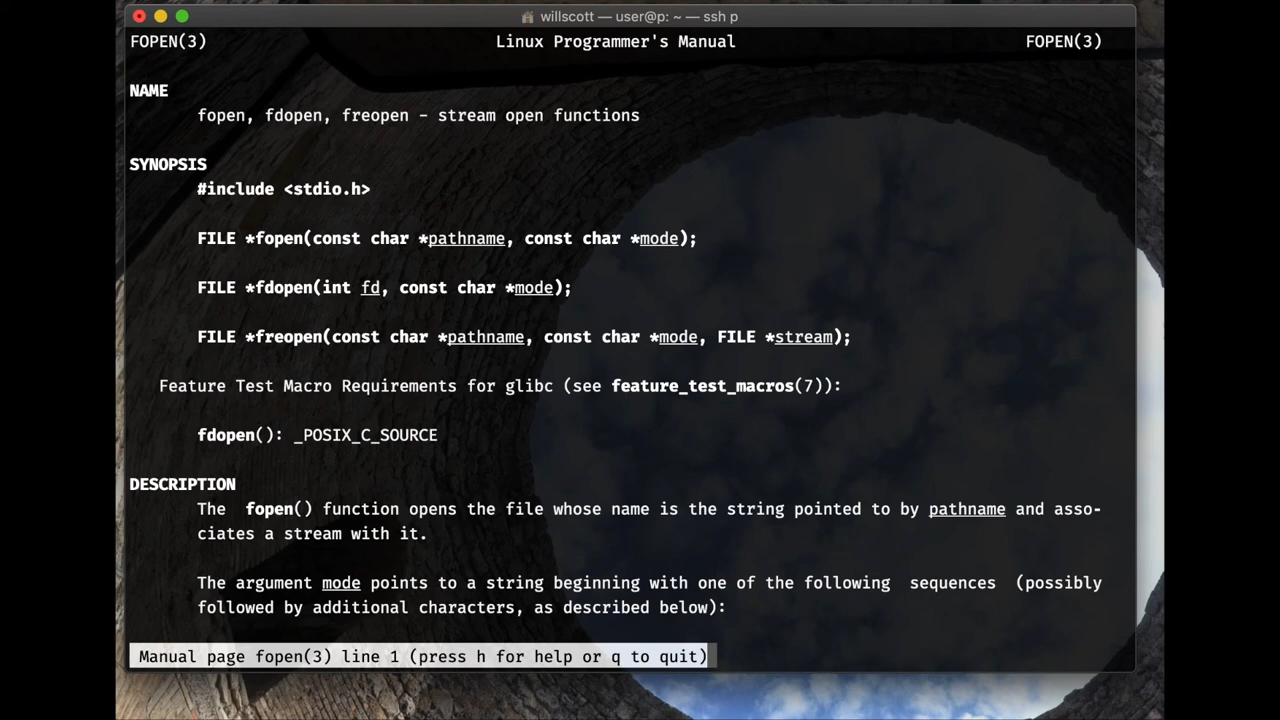 willscott — user@p: ~ — ssh p
FOPEN(3) Linux Programmer's Manual FOPEN(3)
NAME
fopen, fdopen, freopen - stream open functions
SYNOPSIS
#include <stdio.h>
FILE *fopen(const char *pathname, const char *mode);
FILE *fdopen(int fd, const char *mode);
FILE *freopen(const char *pathname, const char *mode, FILE *stream);
Feature Test Macro Requirements for glibc (see feature_test_macros(7)):
fdopen(): _POSIX_C_SOURCE
DESCRIPTION
The  fopen() function opens the file whose name is the string pointed to by pathname and asso-
ciates a stream with it.
The argument mode points to a string beginning with one of the following  sequences  (possibly
followed by additional characters, as described below):
Manual page fopen(3) line 1 (press h for help or q to quit)